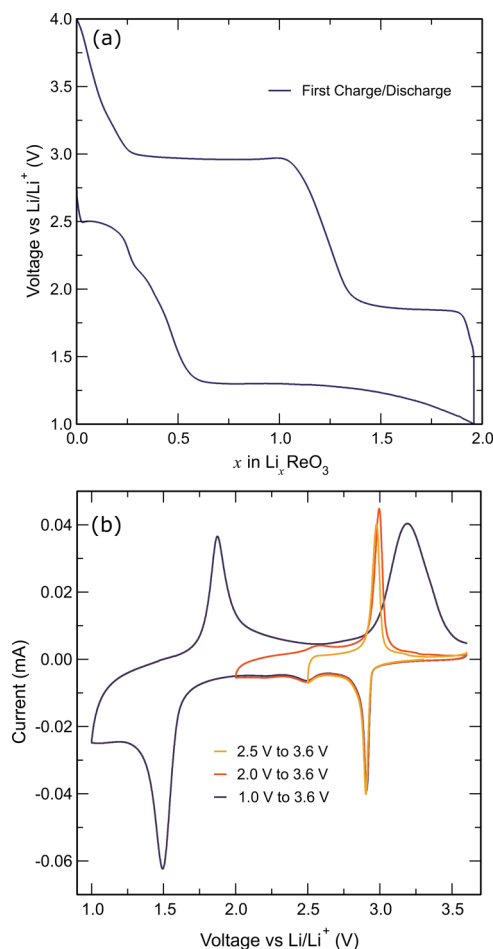 (a)
First Charge/Discharge
Voltage vs Li/Li⁺ (V)
4.0
3.5
3.0
2.5
2.0
1.5
1.0
0.0
0.5
1.0
1.5
2.0
x in LiₓReO₃
(b)
Current (mA)
0.04
0.02
0.00
-0.02
-0.04
-0.06
2.5 V to 3.6 V
2.0 V to 3.6 V
1.0 V to 3.6 V
1.0
1.5
2.0
2.5
3.0
3.5
Voltage vs Li/Li⁺ (V)